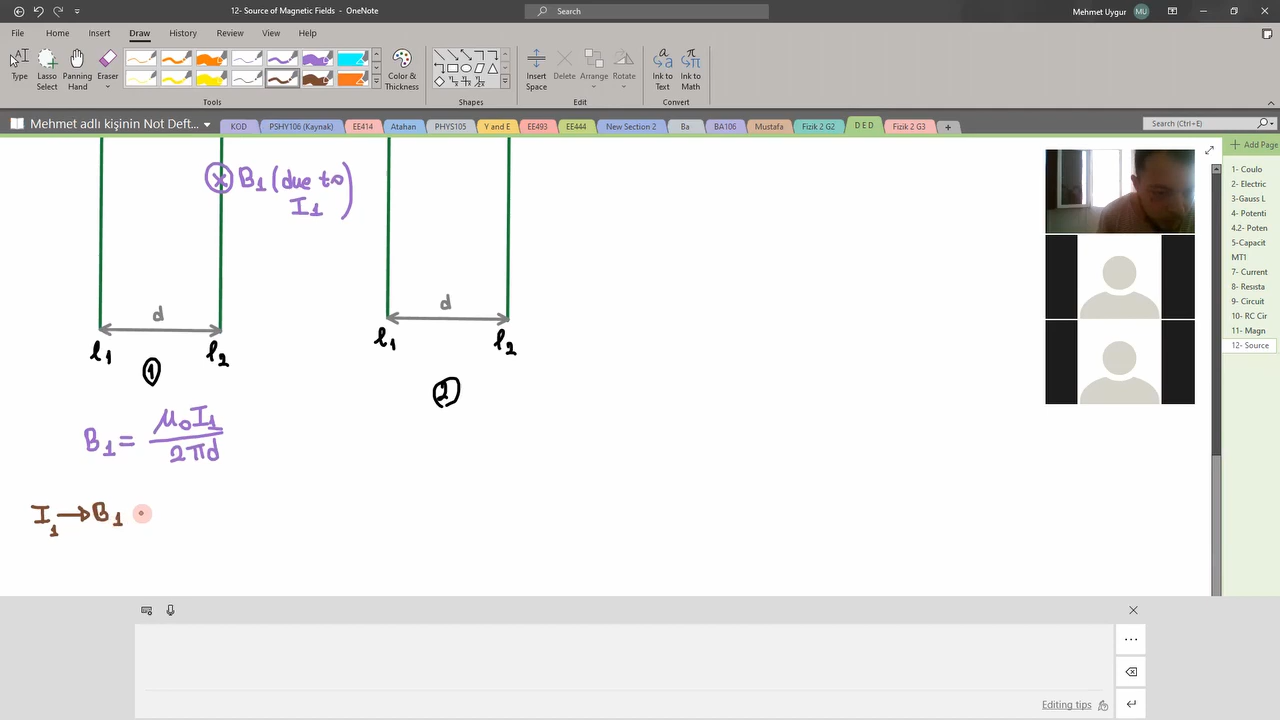 12- Source of Magnetic Fields - OneNote
Search
Mehmet Uygur
MU
File Home Insert Draw History Review View Help
Type
Lasso Select
Panning Hand
Eraser
Color & Thickness
Insert Space
Delete
Arrange
Rotate
Ink to Text
Ink to Math
Tools
Shapes
Edit
Convert
Mehmet adlı kişinin Not Deft...
KOD
PSHY106 (Kaynak)
EE414
Atahan
PHYS105
Y and E
EE493
EE444
New Section 2
Ba
BA106
Mustafa
Fizik 2 G2
D E D
Fizik 2 G3
Search (Ctrl+E)
Add Page
1- Coulo
2- Electric
3-Gauss L
4- Potenti
4.2- Poten
5-Capacit
MT1
7- Current
8- Resista
9- Circuit
10- RC Cir
11- Magn
12- Source
B₁ (due to
I₁)
d
d
l₁
l₂
l₁
l₂
1
2
B₁ = μ₀I₁ / 2πd
I₁ → B₁
Editing tips